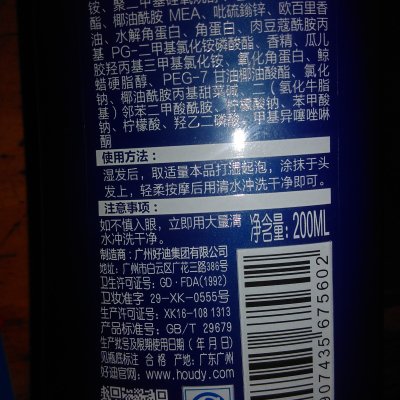 铵、聚二甲基硅氧烷
酯、椰油酰胺 MEA、吡硫鎓锌、欧百里香
油、水解角蛋白、角蛋白、肉豆蔻酰胺丙
基 PG-二甲基氯化铵磷酸酯、香精、瓜儿
胶羟丙基三甲基氯化铵、氧化角蛋白、鲸
蜡硬脂醇、PEG-7 甘油椰油酸酯、氯化
钠、椰油酰胺丙基甜菜碱、二（氢化牛脂
基）邻苯二甲酸酰胺、柠檬酸钠、苯甲酸
钠、柠檬酸、羟乙二磷酸、甲基异噻唑啉
酮
使用方法：
湿发后，取适量本品打湿起泡，涂抹于头
发上，轻柔按摩后用清水冲洗干净即可。
注意事项：
如不慎入眼，立即用大量清
水冲洗干净。
净含量：200ML
制造商：广州好迪集团有限公司
地址：广州市白云区广花三路386号
卫生许可证号：GD·FDA(1992)
卫妆准字 29-XK-0555号
生产许可证号：XK16-108 1313
产品标准号：GB/T 29679
生产批号及限期使用日期（年月日）
见瓶底标注 合格 产地：广东广州
好迪官网：www.houdy.com
907435675602